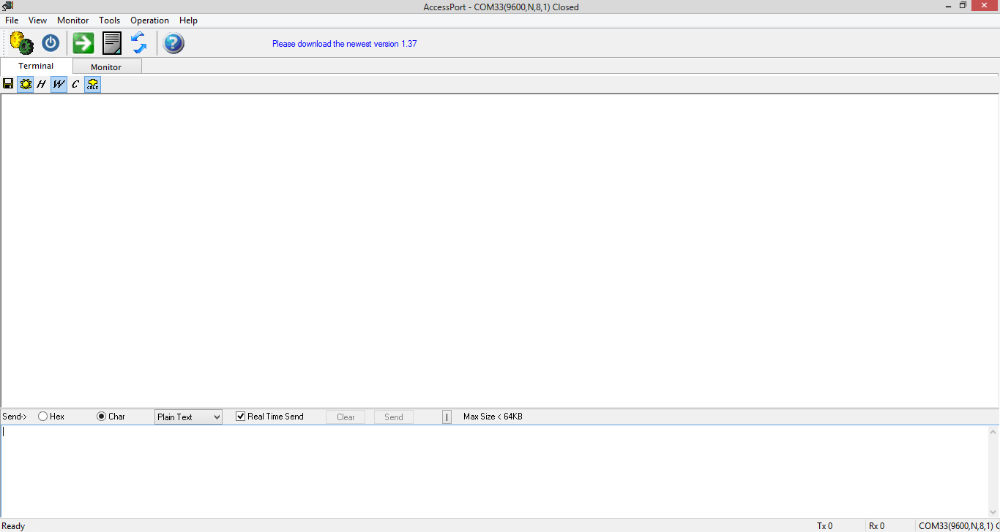 AccessPort - COM33(9600,N,8,1) Closed
File View Monitor Tools Operation Help
Please download the newest version 1.37
Terminal Monitor
H W C CRLF
Send-> Hex Char Plain Text Real Time Send Clear Send | Max Size < 64KB
Ready Tx 0 Rx 0 COM33(9600,N,8,1) C